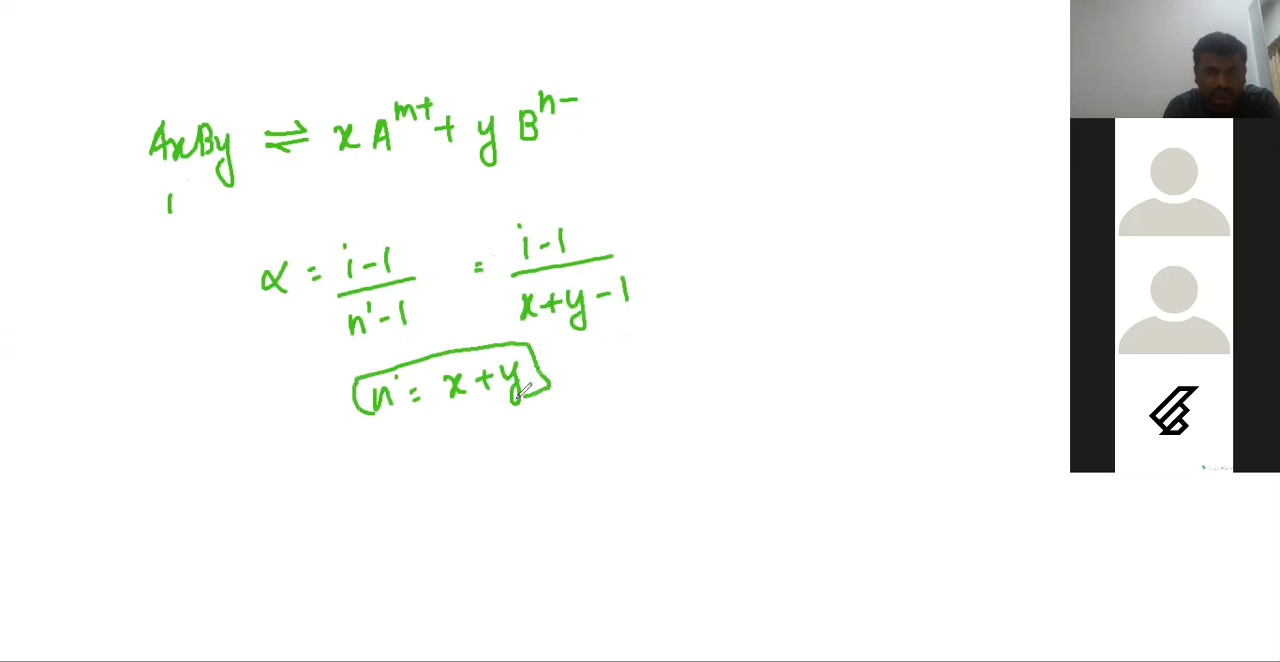 AxBy ⇌ x A^m+ + y B^n-
1
α = i-1/n'-1 = i-1/x+y-1
n' = x+y